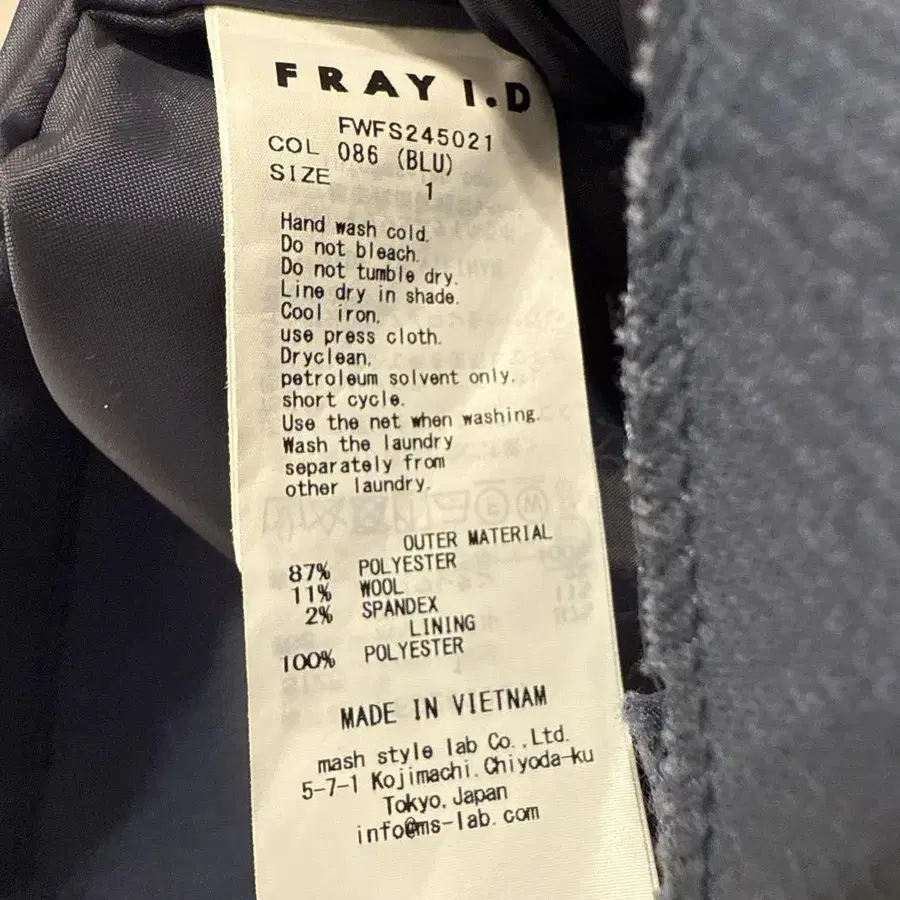 FRAY I.D
FWFS245021
COL 086 (BLU)
SIZE 1
Hand wash cold.
Do not bleach.
Do not tumble dry.
Line dry in shade.
Cool iron.
use press cloth.
Dryclean.
petroleum solvent only.
short cycle.
Use the net when washing.
Wash the laundry
separately from
other laundry.
OUTER MATERIAL
87% POLYESTER
11% WOOL
2% SPANDEX
LINING
100% POLYESTER
MADE IN VIETNAM
mash style lab Co.,Ltd.
5-7-1 Kojimachi.Chiyoda-ku
Tokyo.Japan
info@ms-lab.com